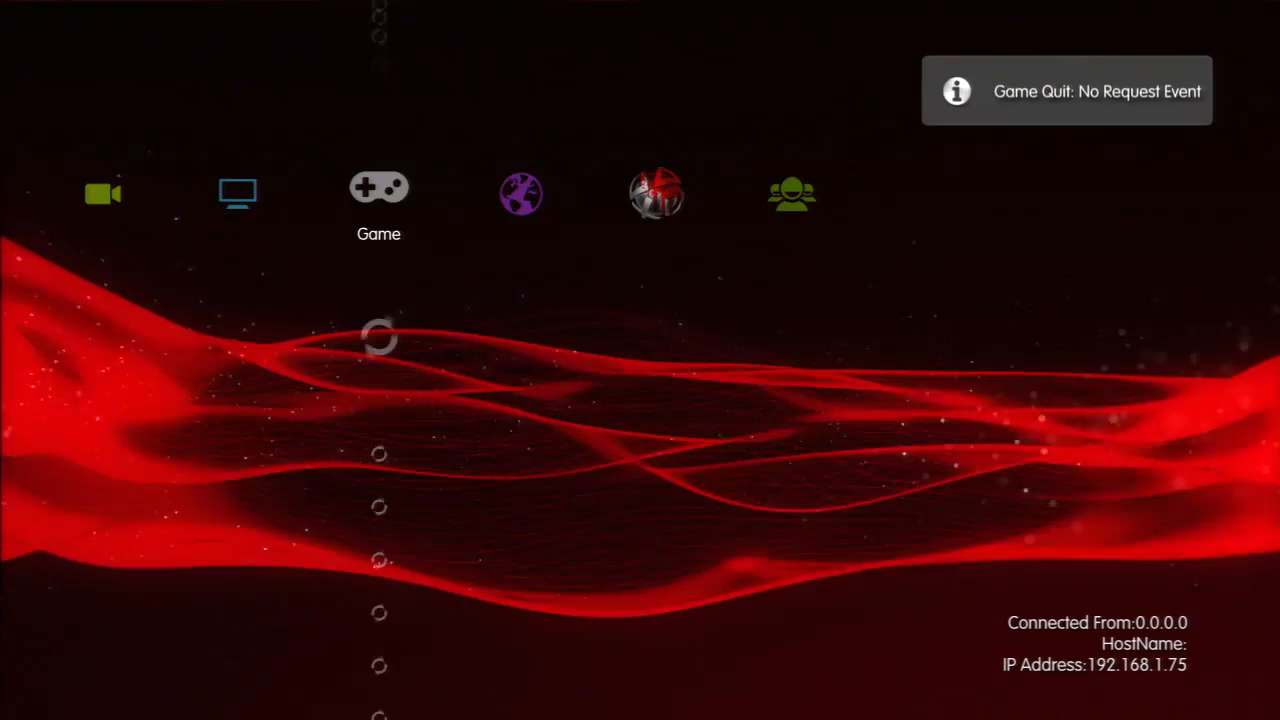 Game Quit: No Request Event
Game
Connected From:0.0.0.0
HostName:
IP Address:192.168.1.75